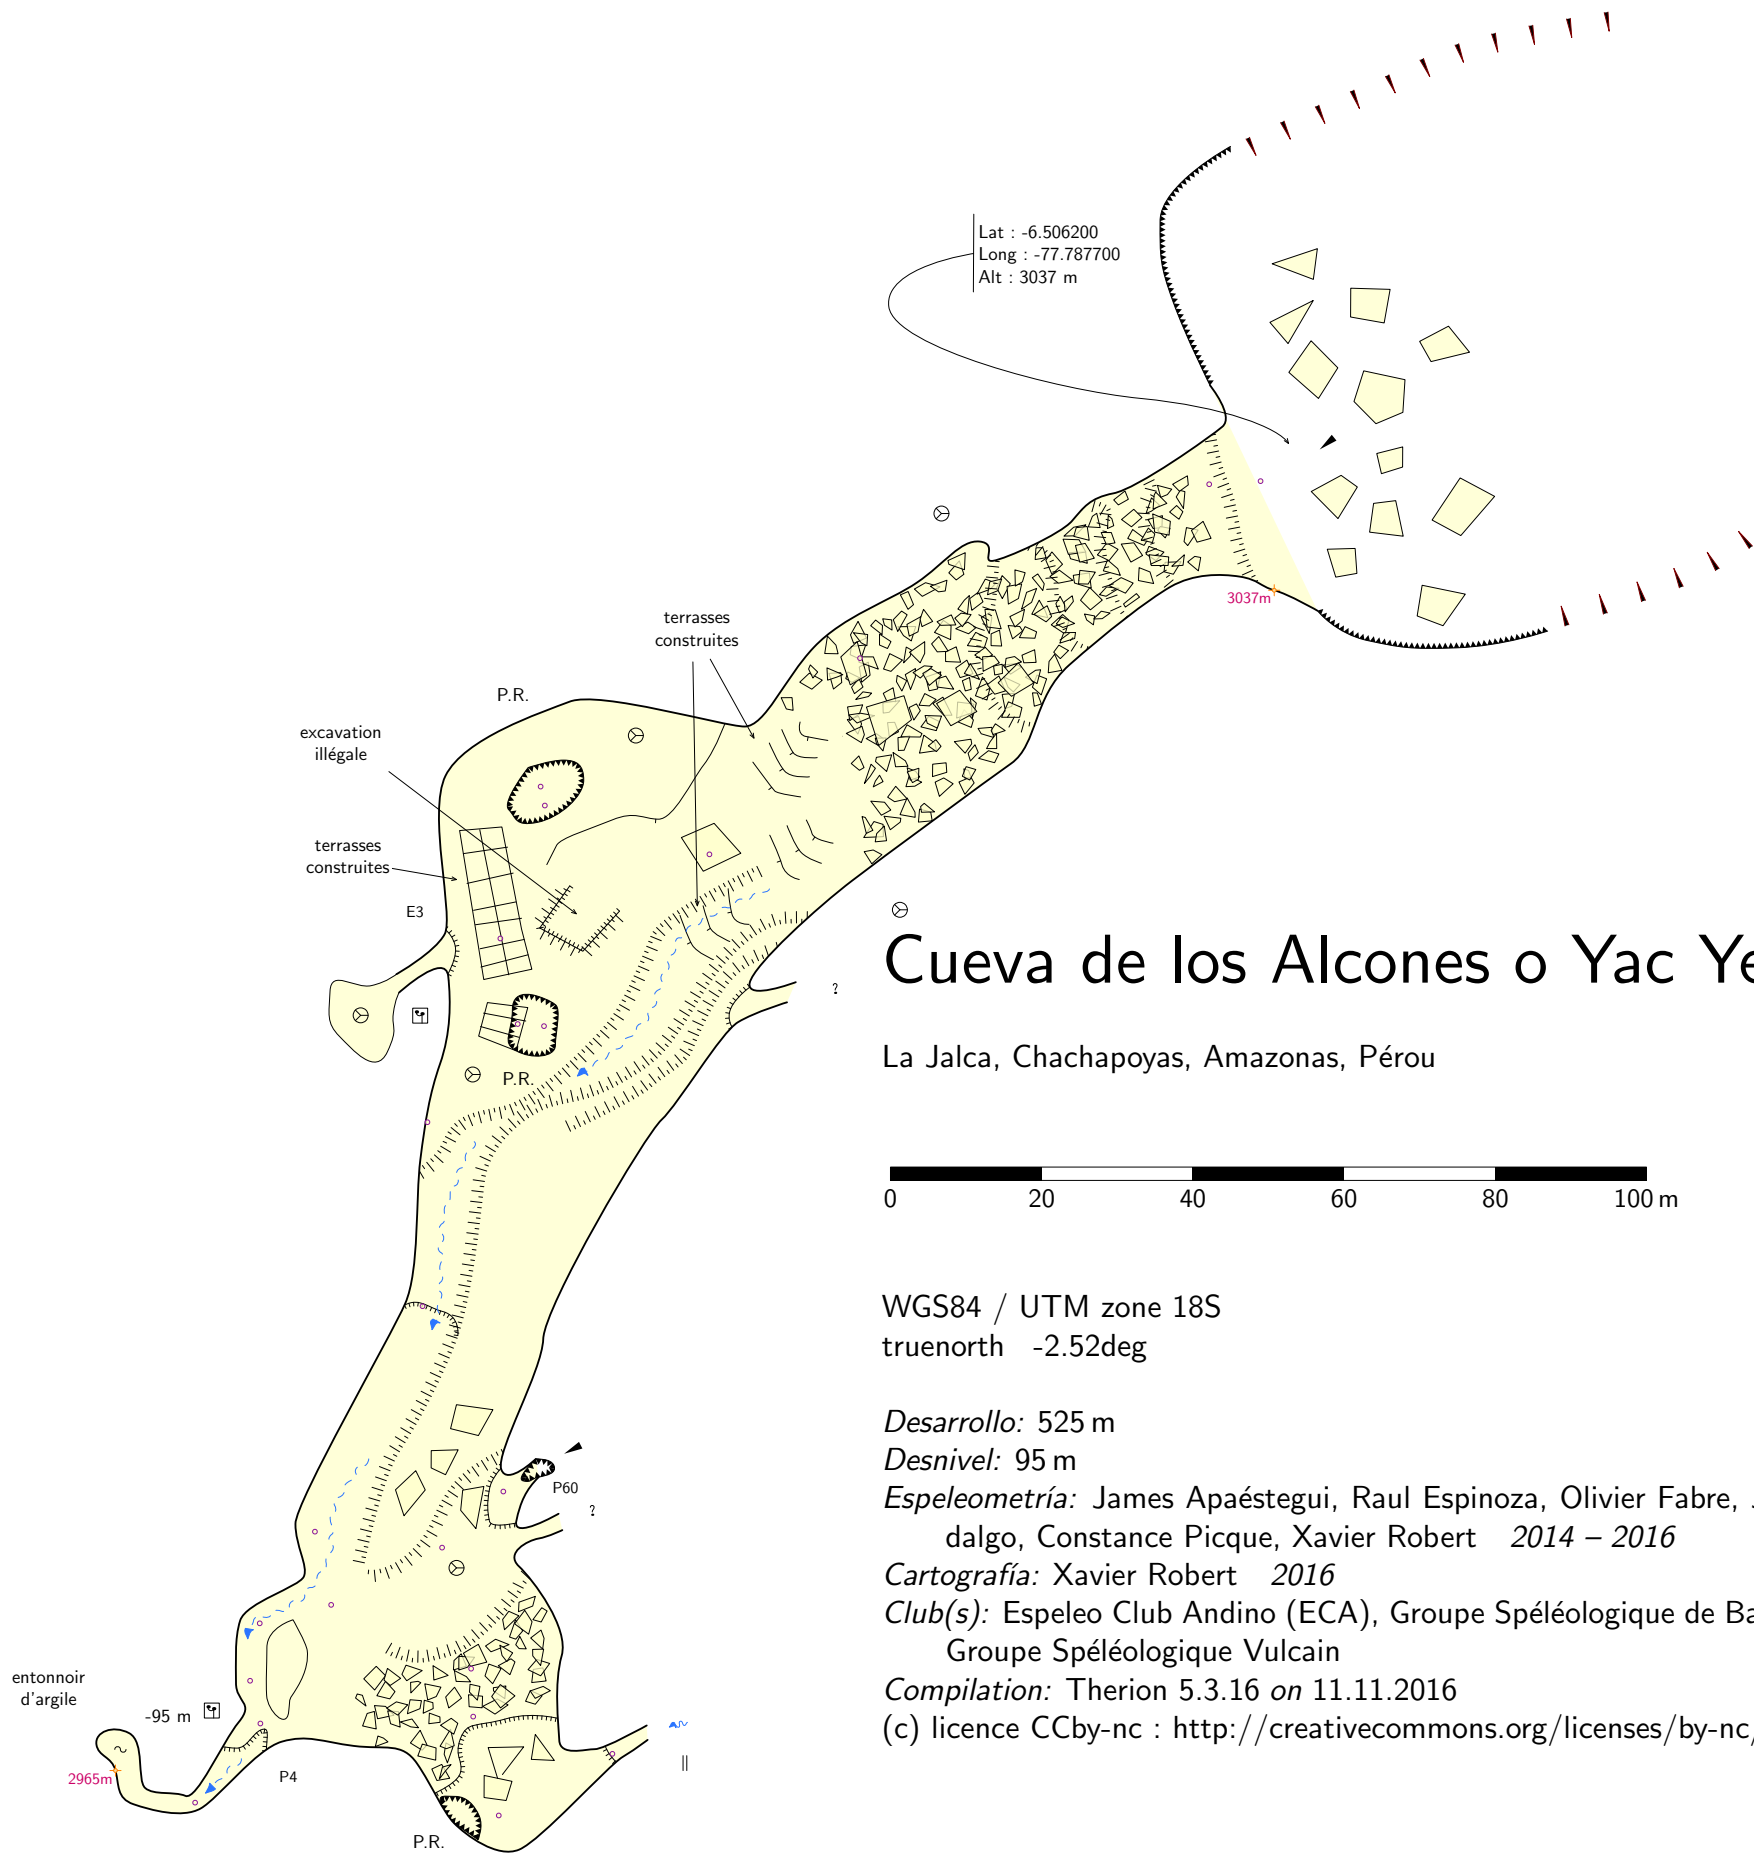 Lat : -6.506200
Long : -77.787700
Alt : 3037 m
3037m
terrasses
construites
P.R.
excavation
illégale
terrasses
construites
E3
?
P.R.
Cueva de los Alcones o Yac Ye
La Jalca, Chachapoyas, Amazonas, Pérou
0 20 40 60 80 100 m
WGS84 / UTM zone 18S
truenorth -2.52deg
Desarrollo: 525 m
Desnivel: 95 m
Espeleometría: James Apaéstegui, Raul Espinoza, Olivier Fabre,
dalgo, Constance Picque, Xavier Robert 2014 – 2016
Cartografía: Xavier Robert 2016
Club(s): Espeleo Club Andino (ECA), Groupe Spéléologique de Ba
Groupe Spéléologique Vulcain
Compilation: Therion 5.3.16 on 11.11.2016
(c) licence CCby-nc : http://creativecommons.org/licenses/by-nc/
P60
?
entonnoir
d'argile
-95 m
2965m
P4
P.R.